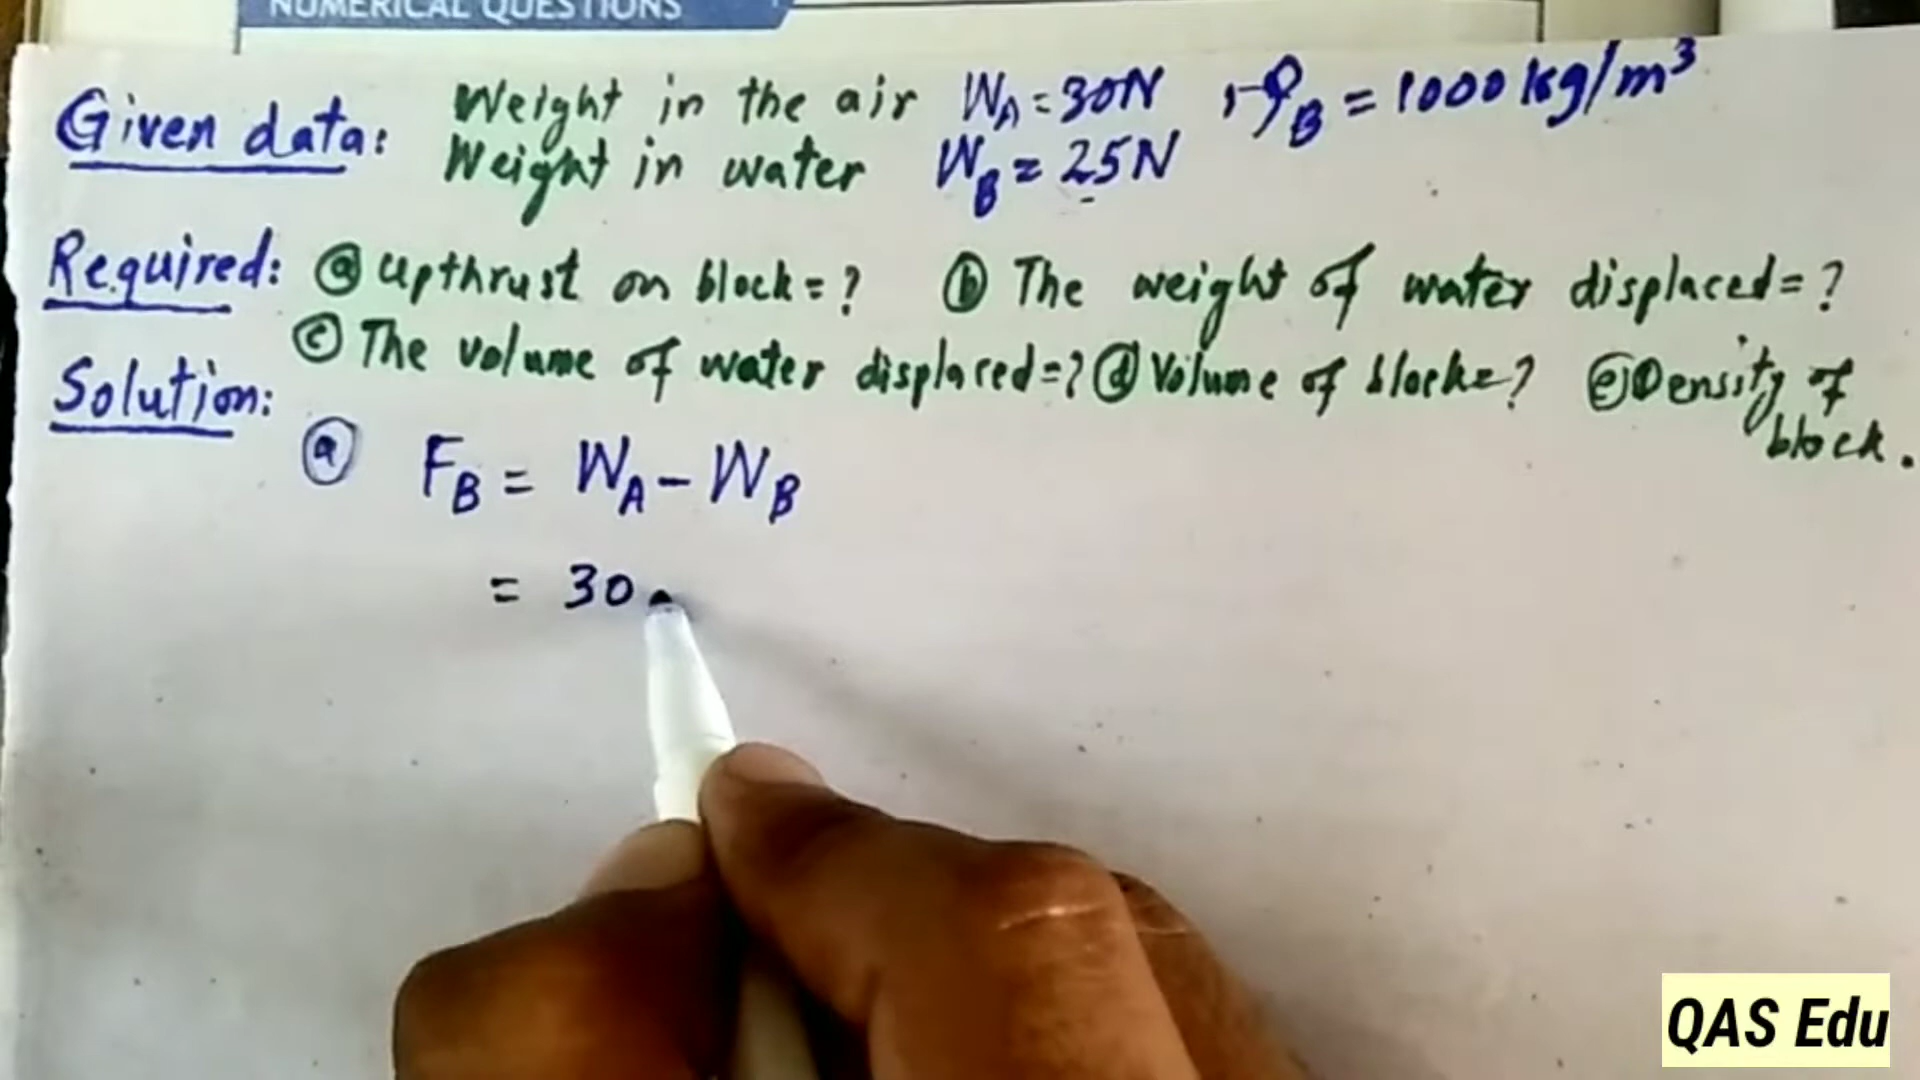 NUMERICAL QUESTIONS
Given data: Weight in the air W_A = 30N , ρ_B = 1000 kg/m³
Weight in water W_B = 25N
Required: ⓐ Upthrust on block = ? ⓑ The weight of water displaced = ?
ⓒ The volume of water displaced = ? ⓓ Volume of block = ? ⓔ Density of block.
Solution:
ⓐ F_B = W_A - W_B
= 30
QAS Edu